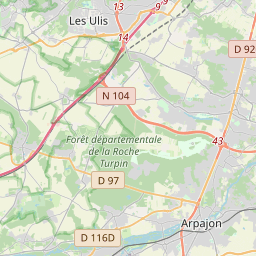 13
9
Les Ulis
14
D 92
N 104
43
Forêt départementale
de la Roche
Turpin
D 97
Arpajon
D 116D